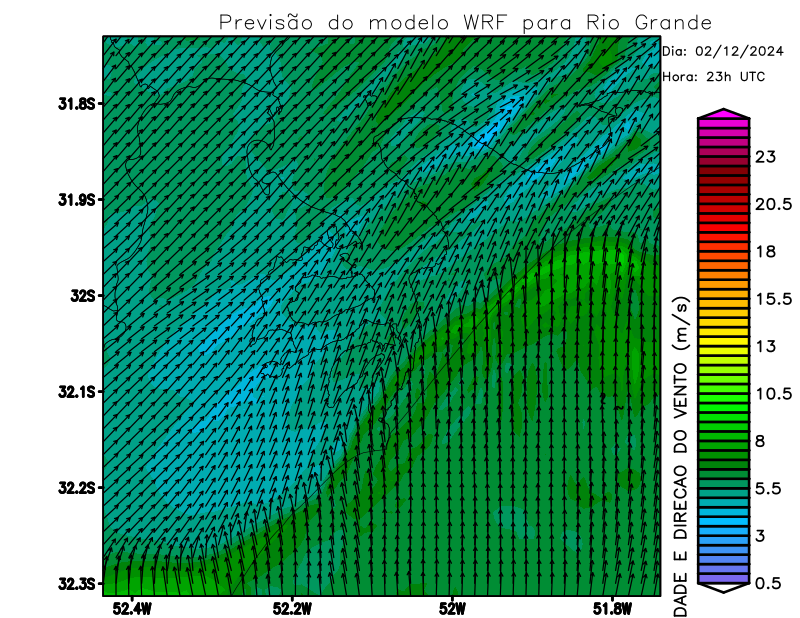 Previsão do modelo WRF para Rio Grande
Dia: 02/12/2024
Hora: 23h UTC
31.8S
31.9S
32S
32.1S
32.2S
32.3S
52.4W
52.2W
52W
51.8W
23
20.5
18
15.5
13
10.5
8
5.5
3
0.5
DADE E DIRECAO DO VENTO (m/s)